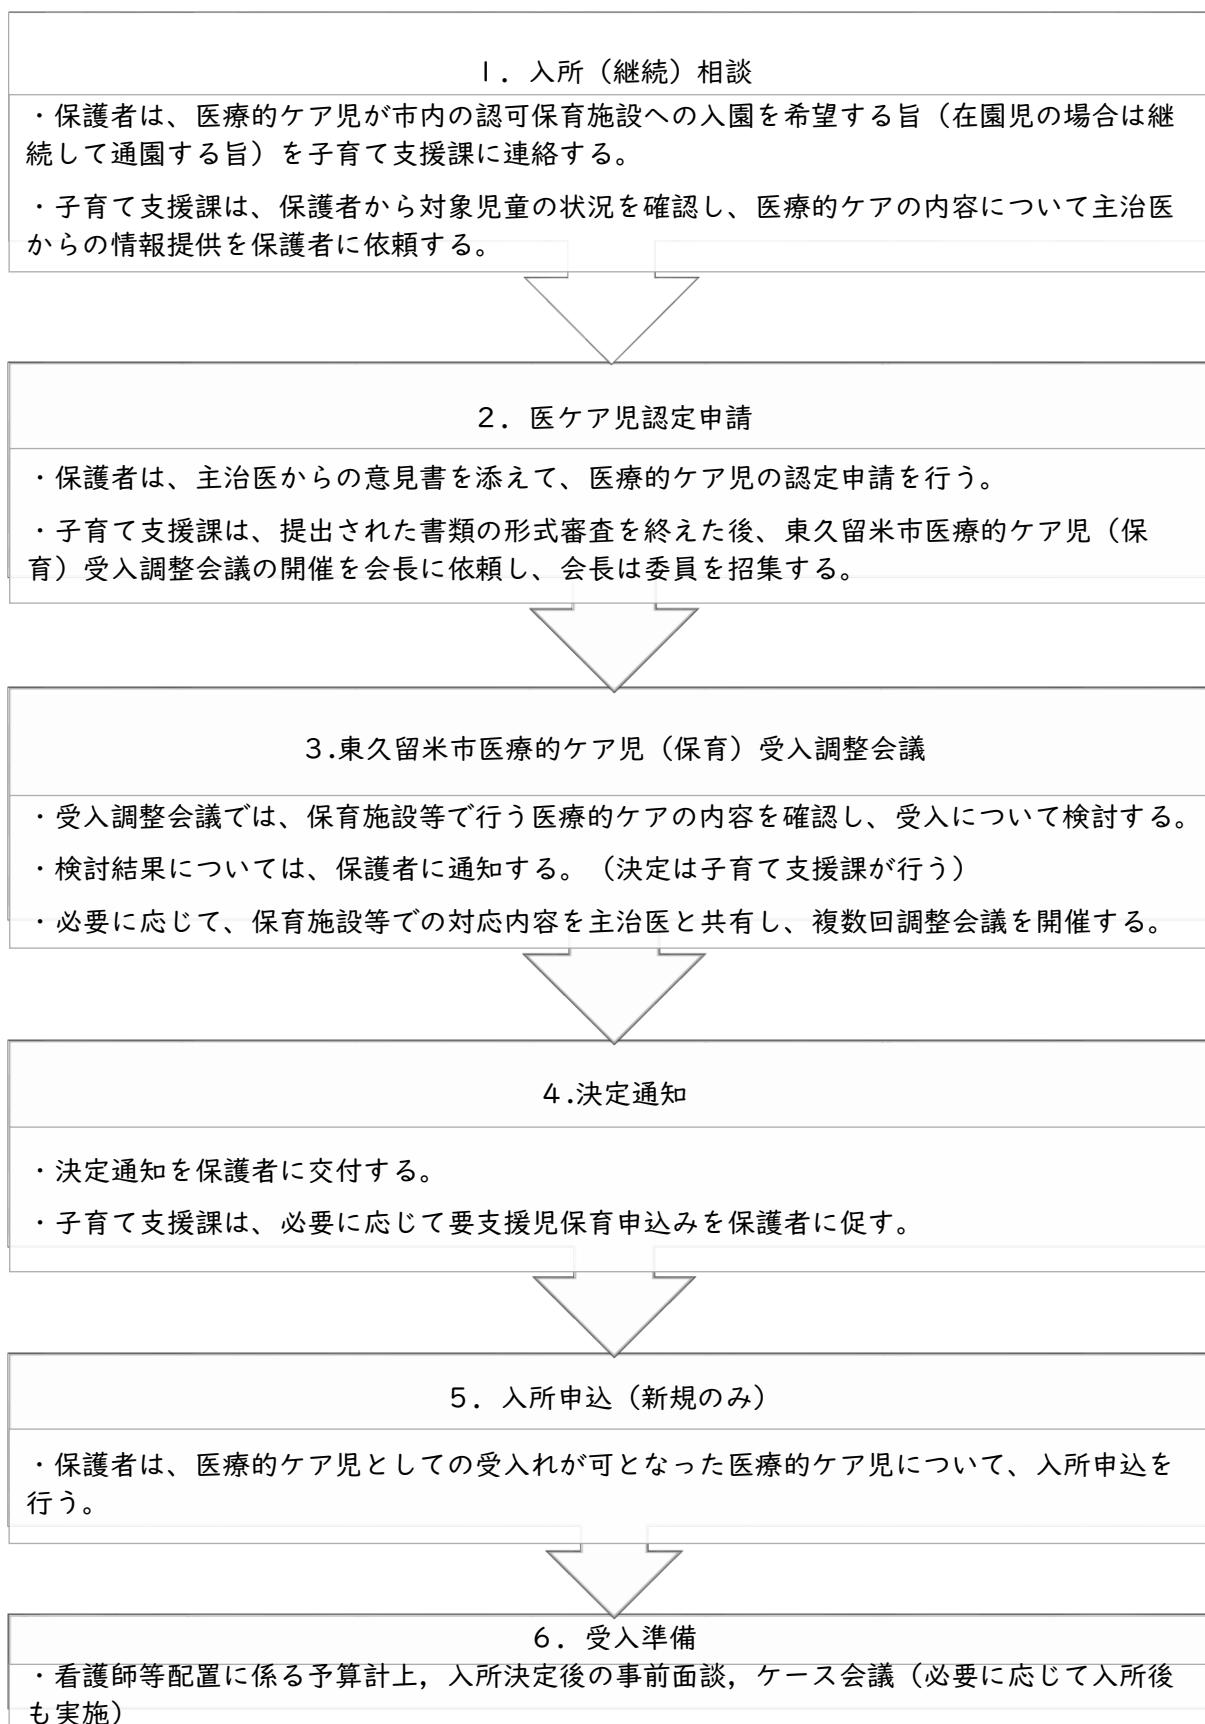 １．入所（継続）相談
・保護者は、医療的ケア児が市内の認可保育施設への入園を希望する旨（在園児の場合は継
続して通園する旨）を子育て支援課に連絡する。
・子育て支援課は、保護者から対象児童の状況を確認し、医療的ケアの内容について主治医
からの情報提供を保護者に依頼する。
２．医ケア児認定申請
・保護者は、主治医からの意見書を添えて、医療的ケア児の認定申請を行う。
・子育て支援課は、提出された書類の形式審査を終えた後、東久留米市医療的ケア児（保
育）受入調整会議の開催を会長に依頼し、会長は委員を招集する。
３.東久留米市医療的ケア児（保育）受入調整会議
・受入調整会議では、保育施設等で行う医療的ケアの内容を確認し、受入について検討する。
・検討結果については、保護者に通知する。（決定は子育て支援課が行う）
・必要に応じて、保育施設等での対応内容を主治医と共有し、複数回調整会議を開催する。
４.決定通知
・決定通知を保護者に交付する。
・子育て支援課は、必要に応じて要支援児保育申込みを保護者に促す。
５．入所申込（新規のみ）
・保護者は、医療的ケア児としての受入れが可となった医療的ケア児について、入所申込を
行う。
６．受入準備
・看護師等配置に係る予算計上，入所決定後の事前面談，ケース会議（必要に応じて入所後
も実施）